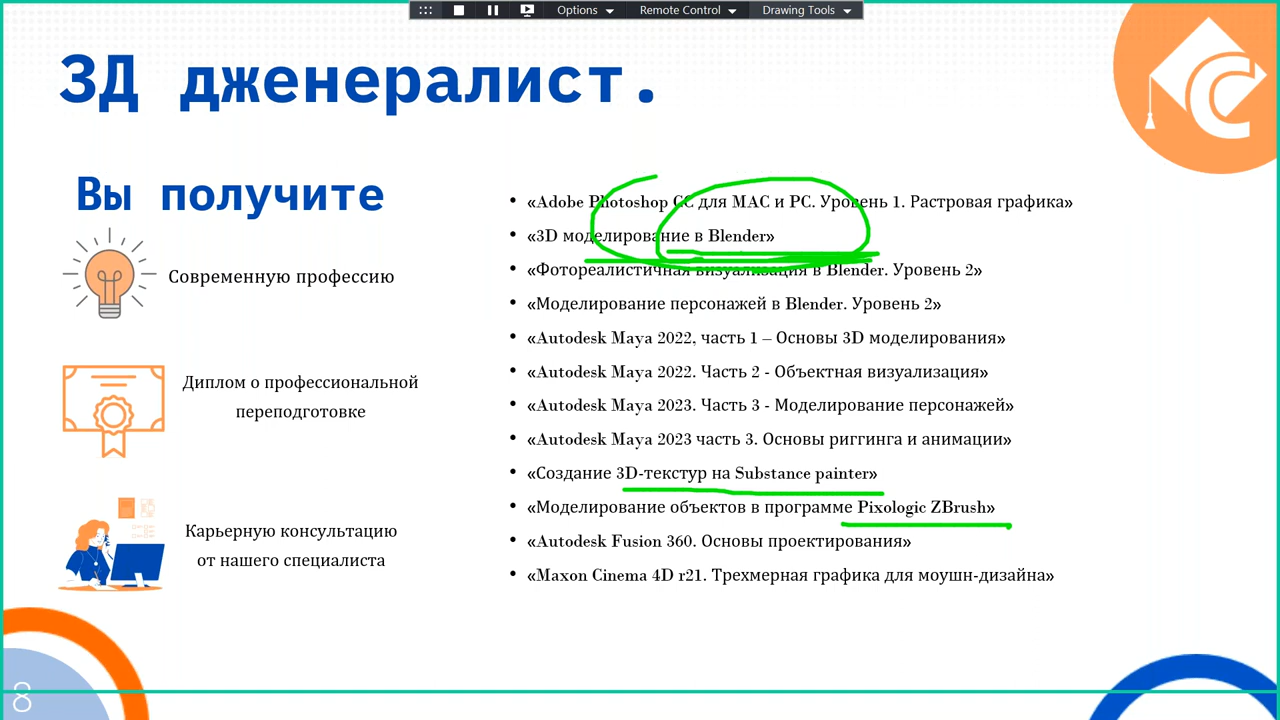 Options
Remote Control
Drawing Tools
3Д дженералист.
Вы получите
Современную профессию
Диплом о профессиональной
переподготовке
Карьерную консультацию
от нашего специалиста
• «Adobe Photoshop CC для MAC и PC. Уровень 1. Растровая графика»
• «3D моделирование в Blender»
• «Фотореалистичная визуализация в Blender. Уровень 2»
• «Моделирование персонажей в Blender. Уровень 2»
• «Autodesk Maya 2022, часть 1 – Основы 3D моделирования»
• «Autodesk Maya 2022. Часть 2 - Объектная визуализация»
• «Autodesk Maya 2023. Часть 3 - Моделирование персонажей»
• «Autodesk Maya 2023 часть 3. Основы риггинга и анимации»
• «Создание 3D-текстур на Substance painter»
• «Моделирование объектов в программе Pixologic ZBrush»
• «Autodesk Fusion 360. Основы проектирования»
• «Maxon Cinema 4D r21. Трехмерная графика для моушн-дизайна»
8